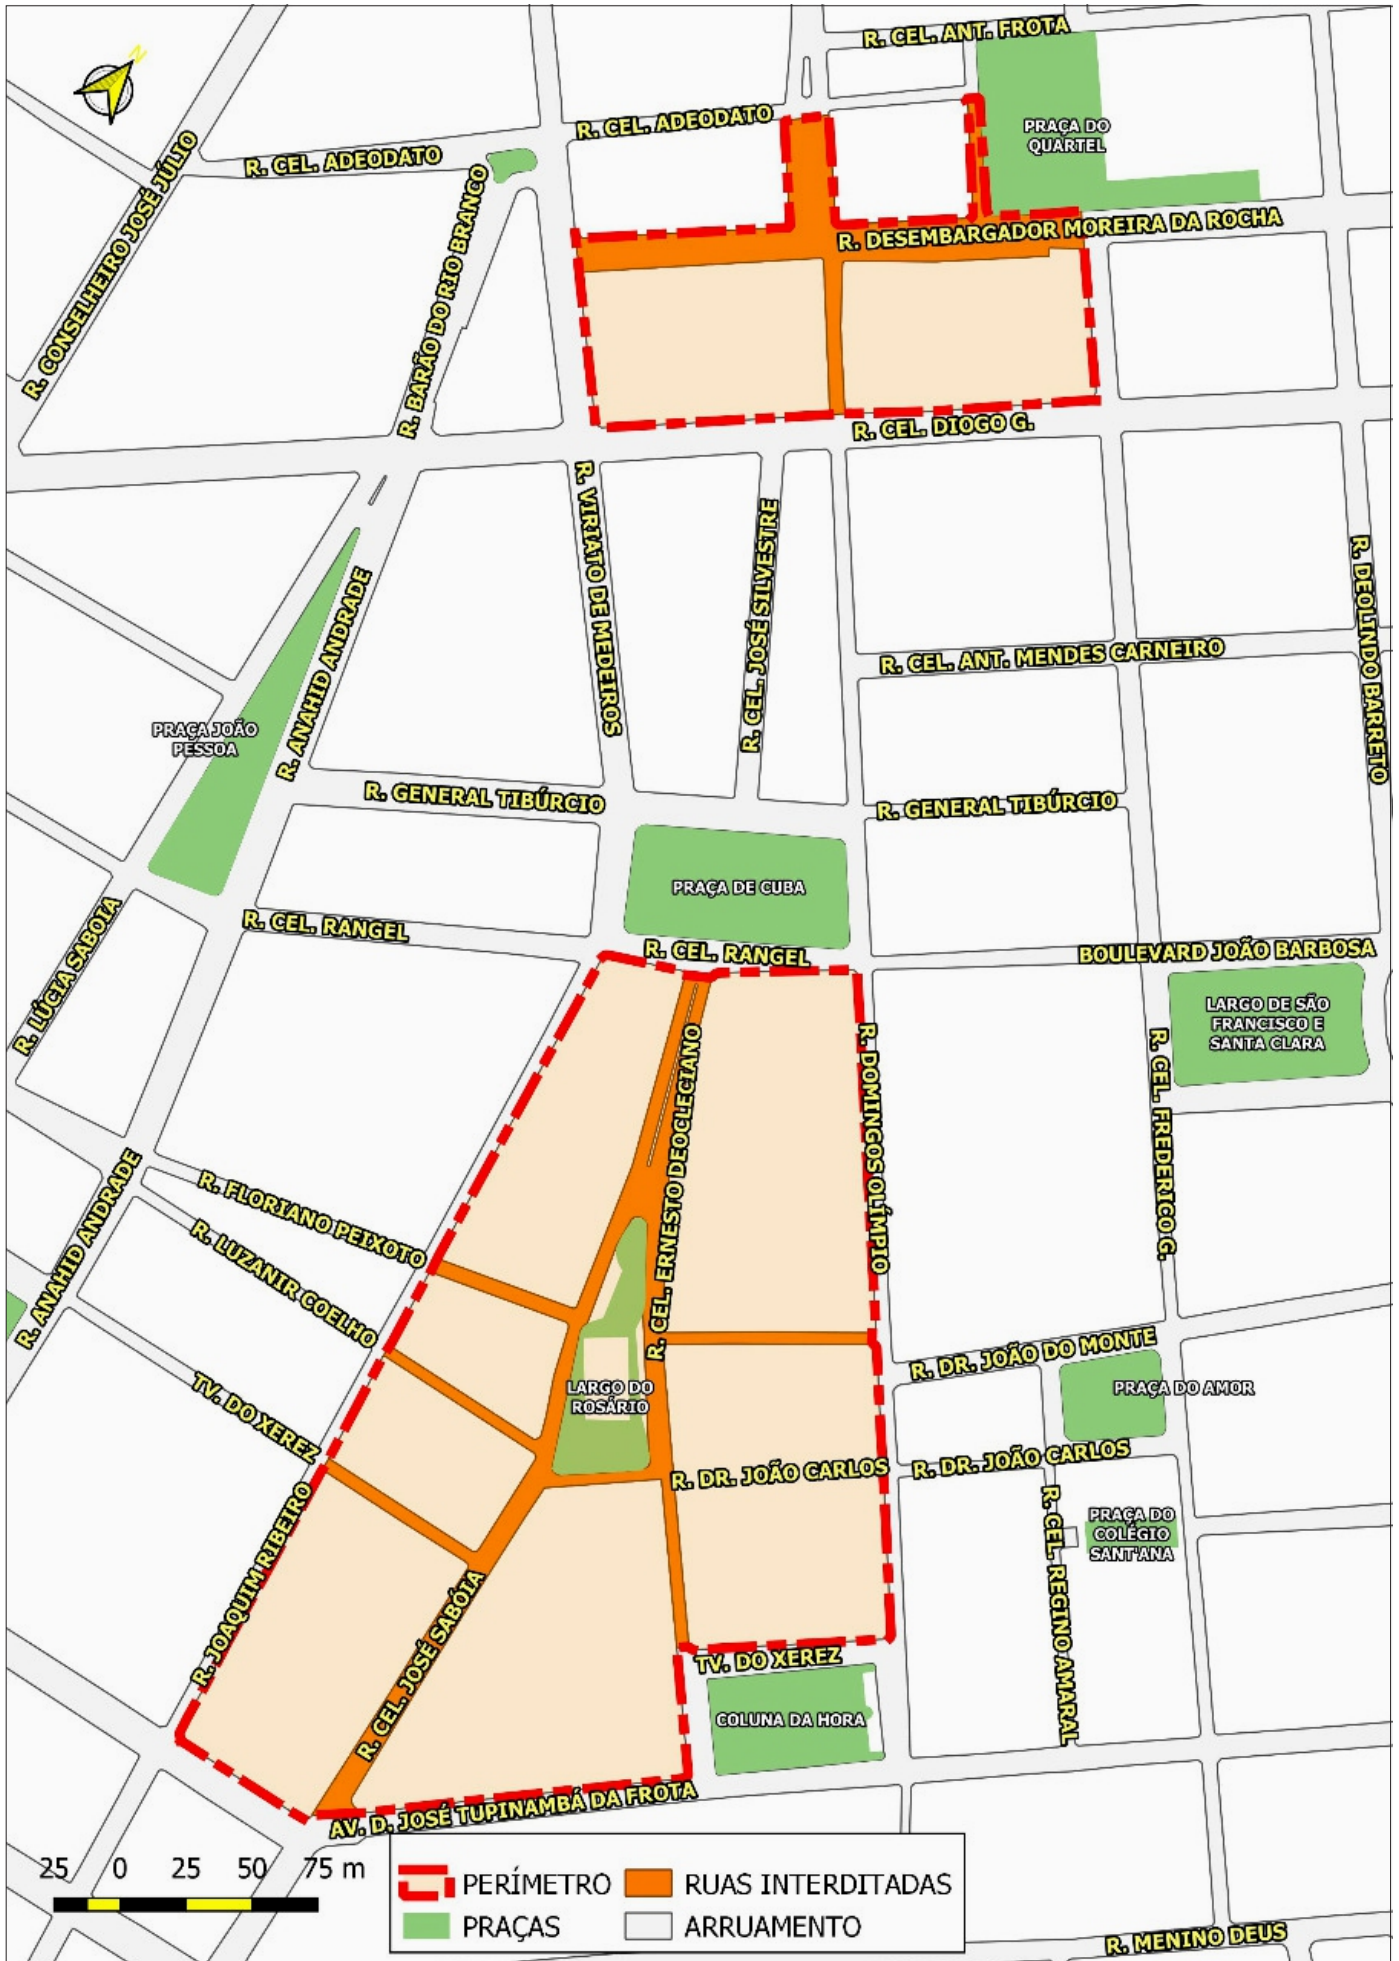 R. CEL. ANT. FROTA
N
R. CEL. ADEODATO
PRAÇA DO
QUARTEL
R. CEL. ADEODATO
R. CONSELHEIRO JOSÉ JÚLIO
R. BARÃO DO RIO BRANCO
R. DESEMBARGADOR MOREIRA DA ROCHA
R. CEL. DIOGO G.
R. VIRIATO DE MEDEIROS
R. CEL. JOSÉ SILVESTRE
R. DEOLINDO BARRETO
R. ANAHID ANDRADE
R. CEL. ANT. MENDES CARNEIRO
PRAÇA JOÃO
PESSOA
R. GENERAL TIBÚRCIO
R. GENERAL TIBÚRCIO
PRAÇA DE CUBA
R. LÚCIA SABOIA
R. CEL. RANGEL
R. CEL. RANGEL
BOULEVARD JOÃO BARBOSA
LARGO DE SÃO
FRANCISCO E
SANTA CLARA
R. CEL. ERNESTO DEOCLECIANO
R. DOMINGOS OLÍMPIO
R. CEL. FREDERICO G.
R. ANAHID ANDRADE
R. FLORIANO PEIXOTO
R. LUZANIR COELHO
R. DR. JOÃO DO MONTE
PRAÇA DO AMOR
LARGO DO
ROSÁRIO
TV. DO XEREZ
R. DR. JOÃO CARLOS
R. DR. JOÃO CARLOS
R. JOAQUIM RIBEIRO
R. CEL. REGINO AMARAL
PRAÇA DO
COLÉGIO
SANT'ANA
R. CEL. JOSÉ SABÓIA
TV. DO XEREZ
COLUNA DA HORA
AV. D. JOSÉ TUPINAMBÁ DA FROTA
25 0 25 50 75 m
PERÍMETRO
RUAS INTERDITADAS
PRAÇAS
ARRUAMENTO
R. MENINO DEUS